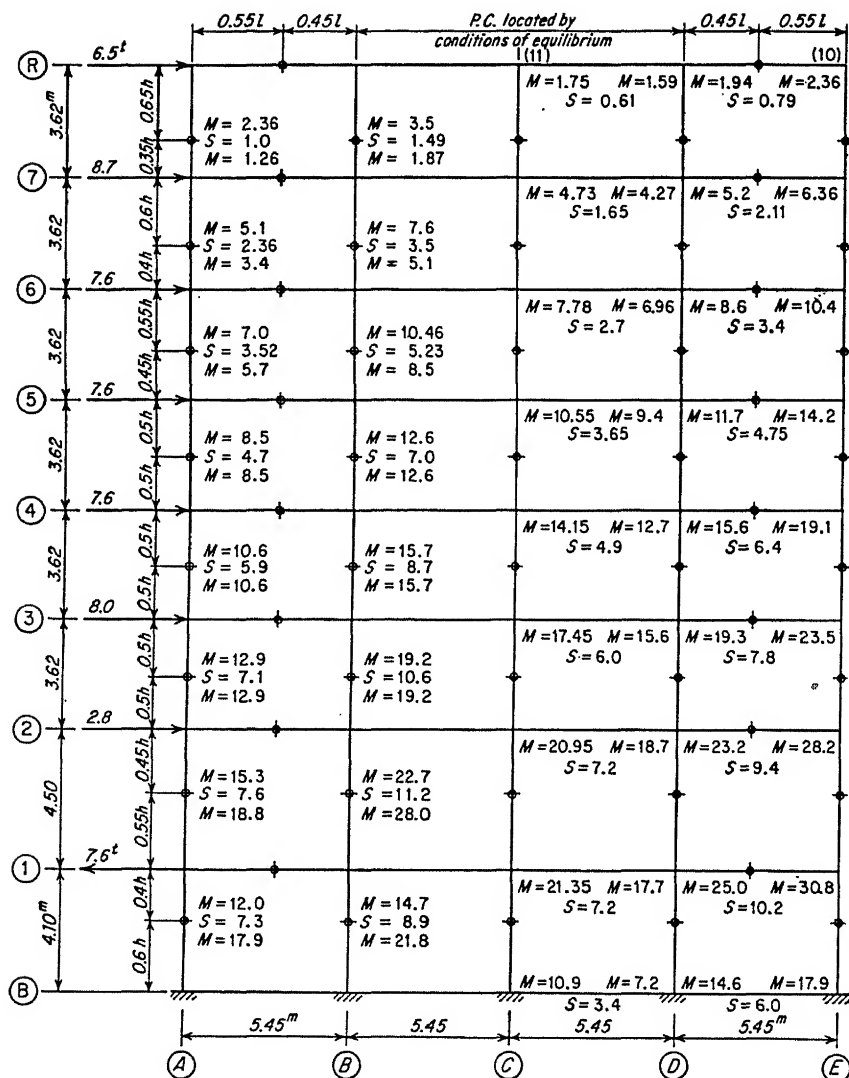 0.55l 0.45l P.C. located by 0.45l 0.55l
conditions of equilibrium
(11) (10)
R 6.5ᵗ
M=1.75 M=1.59 M=1.94 M=2.36
S= 0.61 S= 0.79
3.62ᵐ 0.65h
M= 2.36 M= 3.5
S= 1.0 S= 1.49
M= 1.26 M= 1.87
0.35h
7 8.7
M=4.73 M=4.27 M=5.2 M=6.36
S=1.65 S=2.11
3.62 0.6h
M=5.1 M= 7.6
S= 2.36 S= 3.5
M= 3.4 M= 5.1
0.4h
6 7.6
M=7.78 M=6.96 M=8.6 M=10.4
S=2.7 S=3.4
3.62 0.55h
M= 7.0 M=10.46
S= 3.52 S= 5.23
M= 5.7 M= 8.5
0.45h
5 7.6
M=10.55 M=9.4 M=11.7 M=14.2
S=3.65 S=4.75
3.62 0.5h
M= 8.5 M=12.6
S= 4.7 S= 7.0
M= 8.5 M=12.6
0.5h
4 7.6
M=14.15 M=12.7 M=15.6 M=19.1
S=4.9 S=6.4
3.62 0.5h
M=10.6 M=15.7
S= 5.9 S= 8.7
M=10.6 M=15.7
0.5h
3 8.0
M=17.45 M=15.6 M=19.3 M=23.5
S=6.0 S=7.8
3.62 0.5h
M=12.9 M=19.2
S= 7.1 S=10.6
M=12.9 M=19.2
0.5h
2 2.8
M=20.95 M=18.7 M=23.2 M=28.2
S=7.2 S=9.4
4.50 0.45h
M=15.3 M=22.7
S= 7.6 S=11.2
M=18.8 M=28.0
0.55h
1 7.6ᵗ
M=21.35 M=17.7 M=25.0 M=30.8
S=7.2 S=10.2
4.10ᵐ 0.4h
M=12.0 M=14.7
S= 7.3 S= 8.9
M=17.9 M=21.8
0.6h
B
M=10.9 M=7.2 M=14.6 M=17.9
S=3.4 S=6.0
5.45ᵐ 5.45 5.45 5.45ᵐ
A B C D E